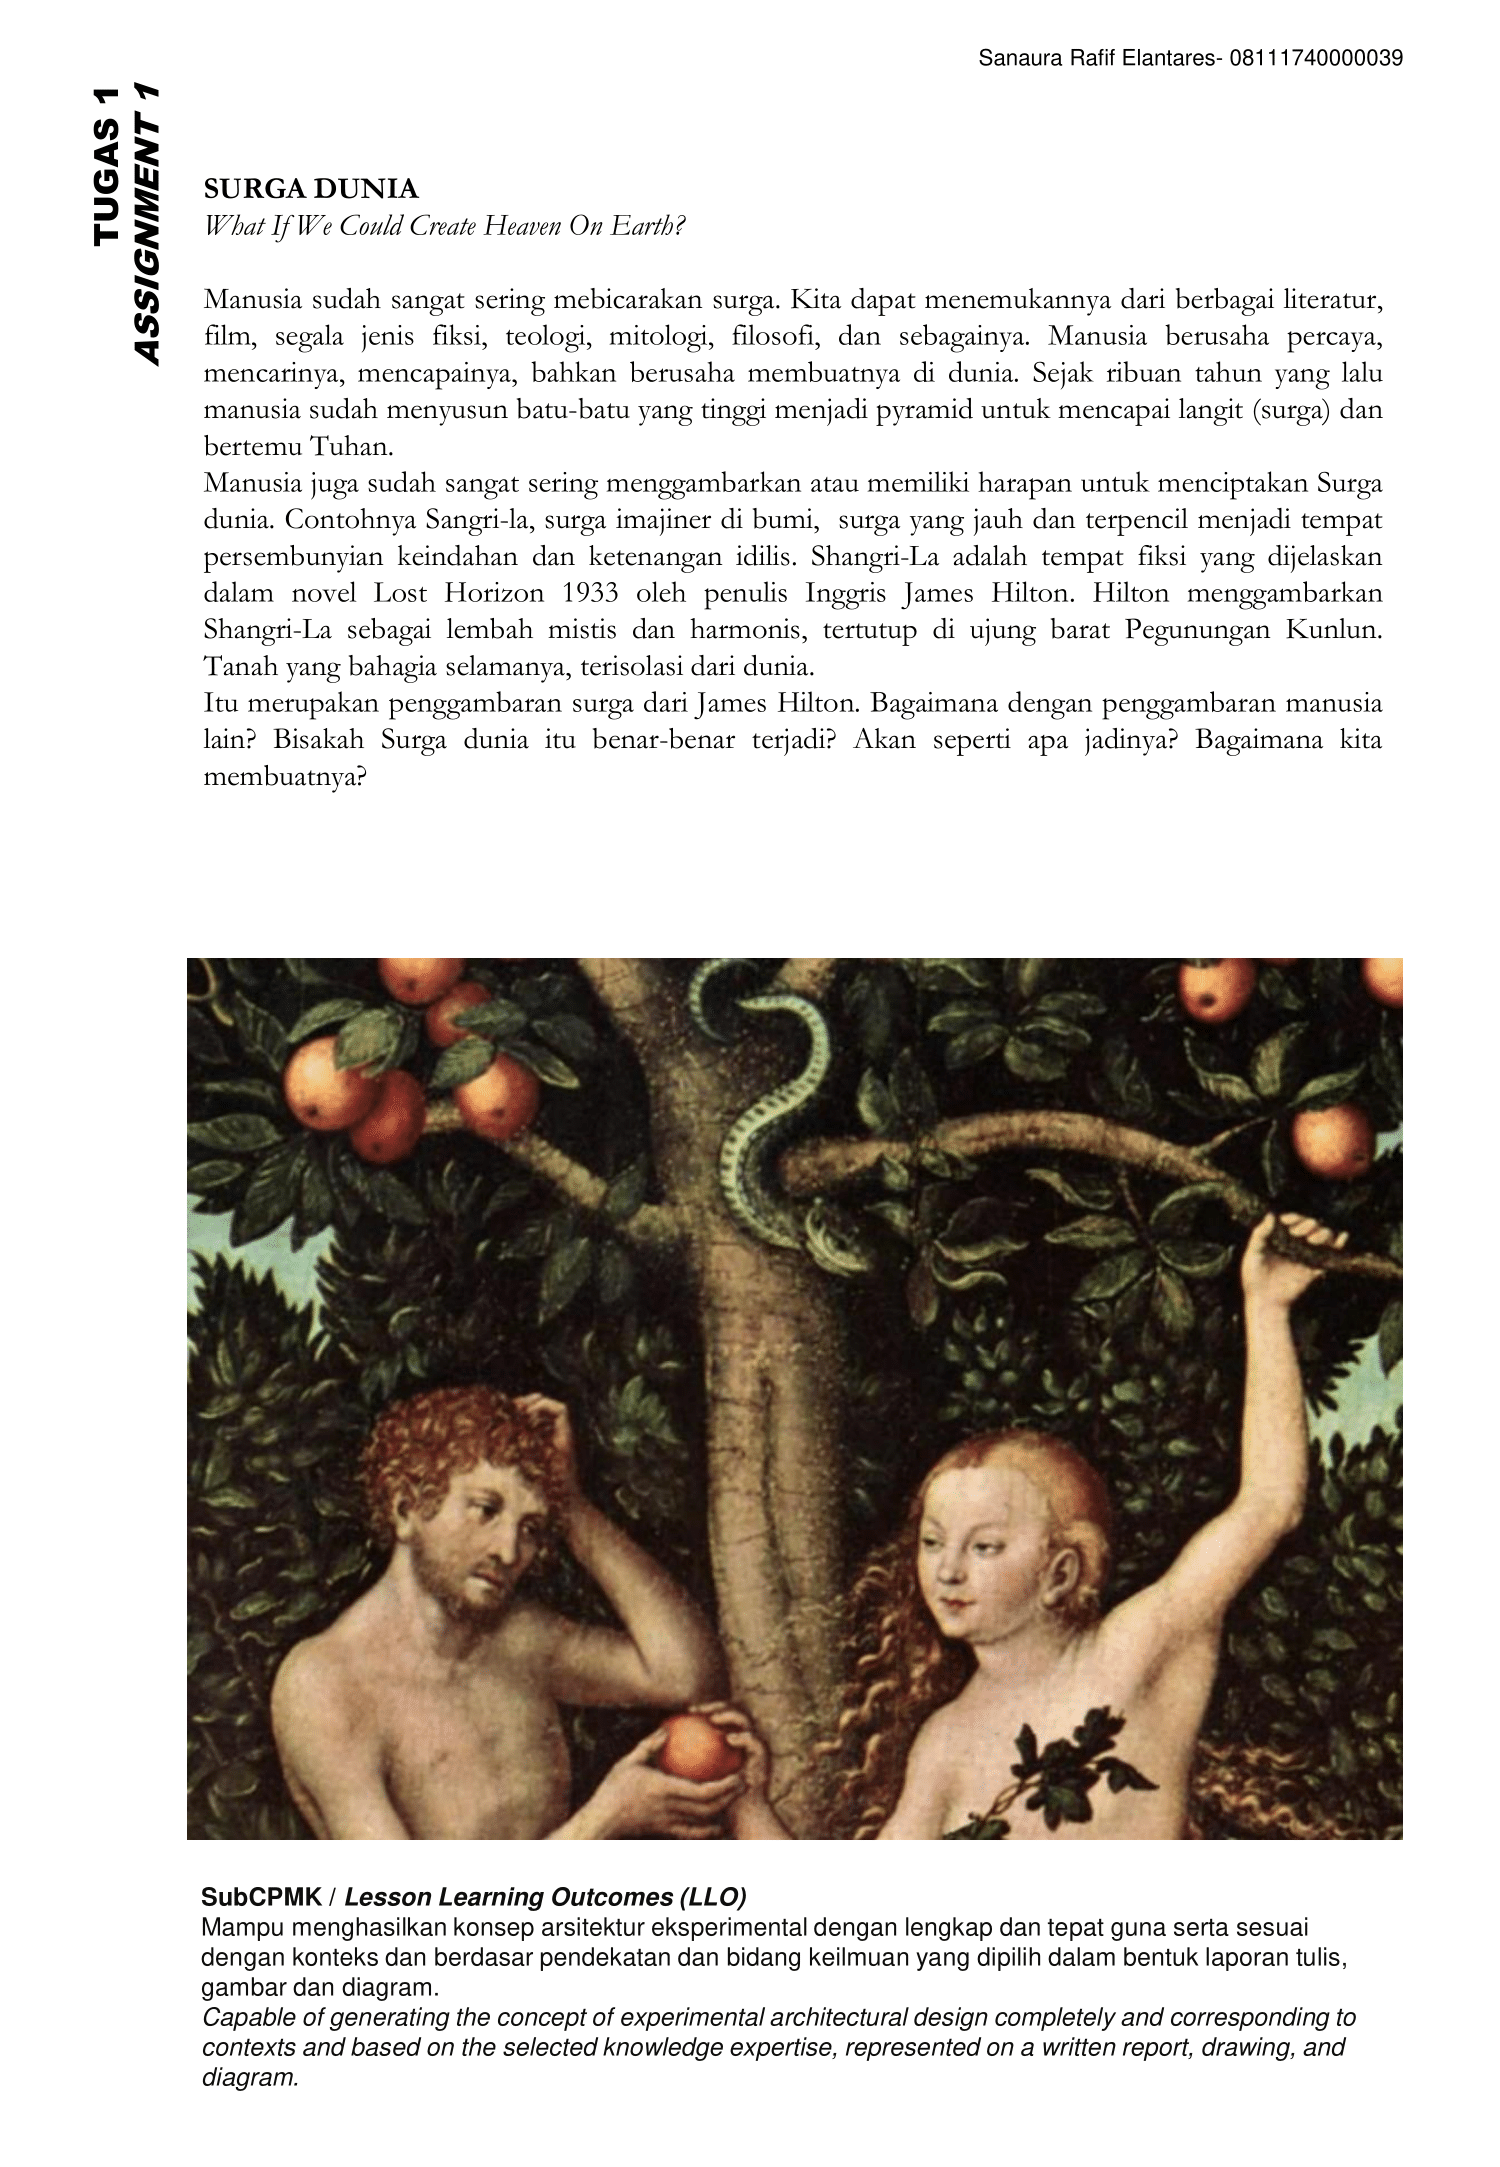 Sanaura Rafif Elantares- 08111740000039
TUGAS 1
ASSIGNMENT 1
SURGA DUNIA
What If We Could Create Heaven On Earth?
Manusia sudah sangat sering mebicarakan surga. Kita dapat menemukannya dari berbagai literatur,
film, segala jenis fiksi, teologi, mitologi, filosofi, dan sebagainya. Manusia berusaha percaya,
mencarinya, mencapainya, bahkan berusaha membuatnya di dunia. Sejak ribuan tahun yang lalu
manusia sudah menyusun batu-batu yang tinggi menjadi pyramid untuk mencapai langit (surga) dan
bertemu Tuhan.
Manusia juga sudah sangat sering menggambarkan atau memiliki harapan untuk menciptakan Surga
dunia. Contohnya Sangri-la, surga imajiner di bumi,  surga yang jauh dan terpencil menjadi tempat
persembunyian keindahan dan ketenangan idilis. Shangri-La adalah tempat fiksi yang dijelaskan
dalam novel Lost Horizon 1933 oleh penulis Inggris James Hilton. Hilton menggambarkan
Shangri-La sebagai lembah mistis dan harmonis, tertutup di ujung barat Pegunungan Kunlun.
Tanah yang bahagia selamanya, terisolasi dari dunia.
Itu merupakan penggambaran surga dari James Hilton. Bagaimana dengan penggambaran manusia
lain? Bisakah Surga dunia itu benar-benar terjadi? Akan seperti apa jadinya? Bagaimana kita
membuatnya?
SubCPMK / Lesson Learning Outcomes (LLO)
Mampu menghasilkan konsep arsitektur eksperimental dengan lengkap dan tepat guna serta sesuai
dengan konteks dan berdasar pendekatan dan bidang keilmuan yang dipilih dalam bentuk laporan tulis,
gambar dan diagram.
Capable of generating the concept of experimental architectural design completely and corresponding to
contexts and based on the selected knowledge expertise, represented on a written report, drawing, and
diagram.